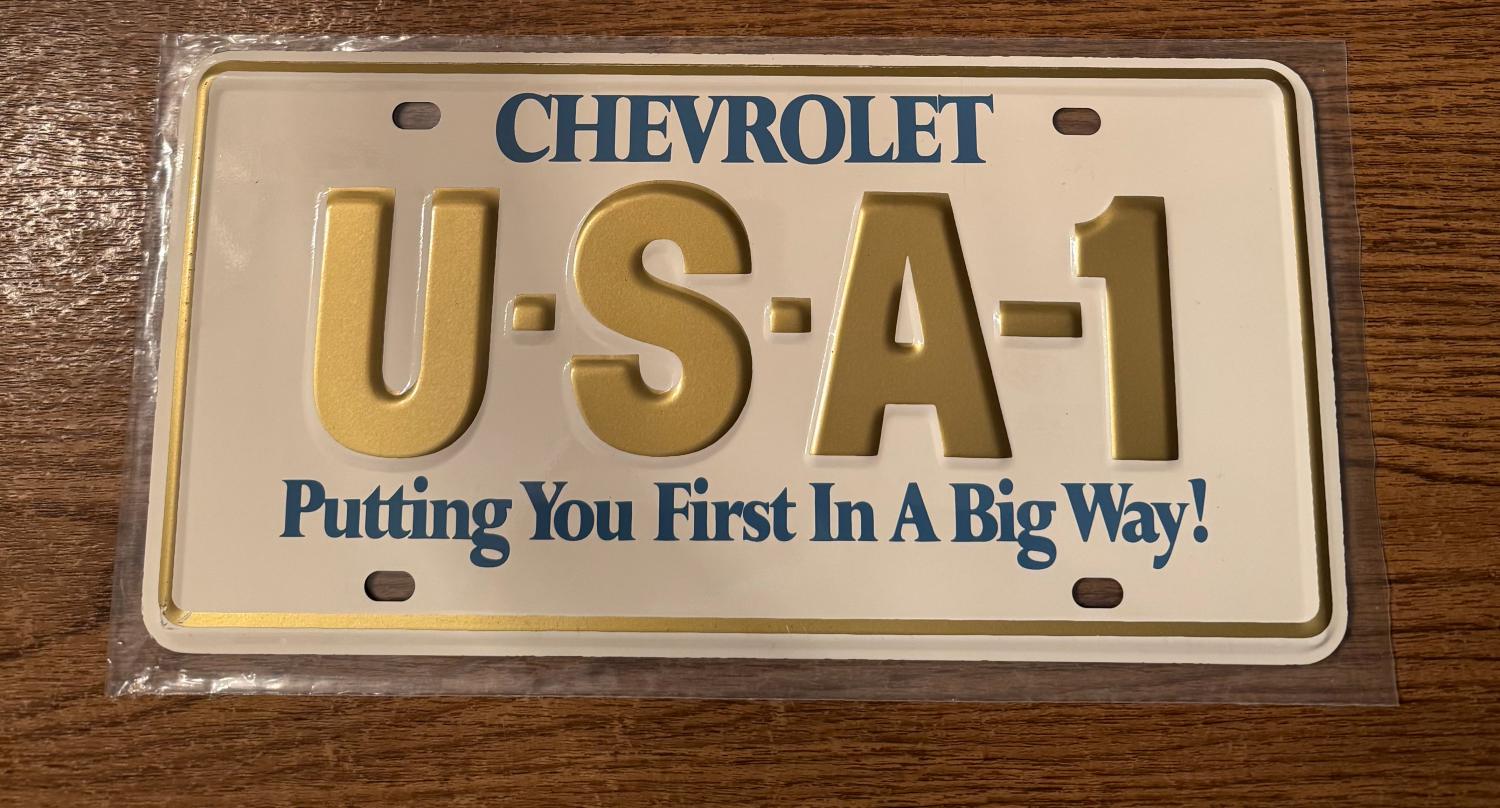 CHEVROLET
U-S-A-1
Putting You First In A Big Way!